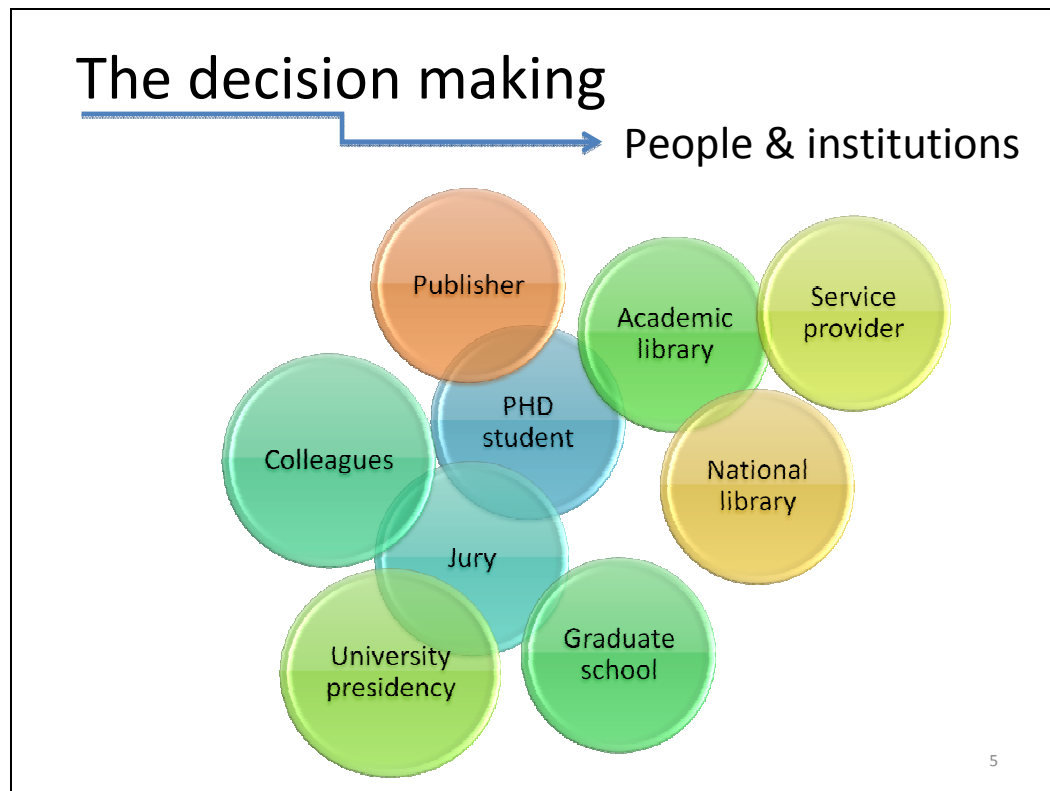 The decision making
People & institutions
Publisher
Academic
library
Service
provider
PHD
student
Colleagues
National
library
Jury
University
presidency
Graduate
school
5